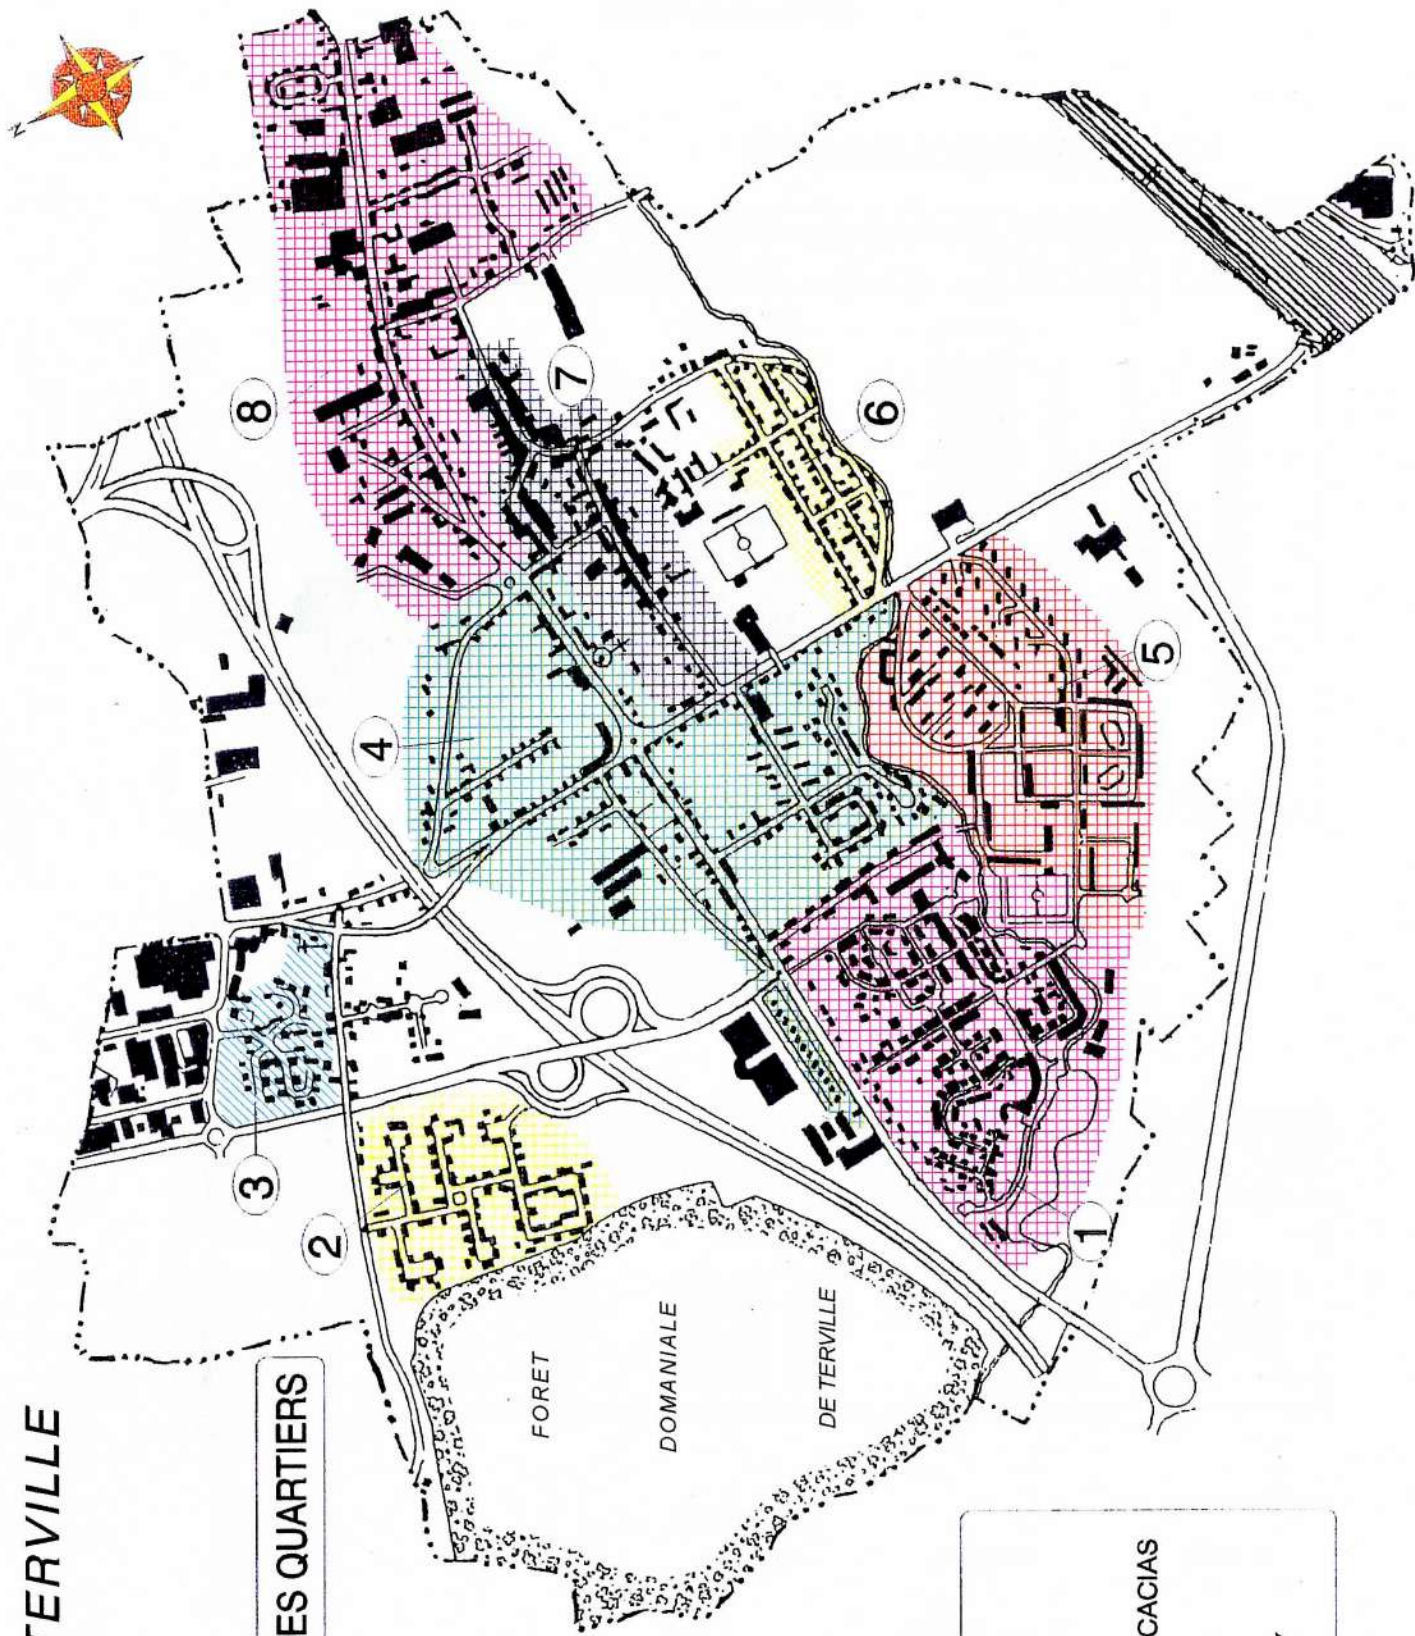 TERVILLE
ES QUARTIERS
N
8
7
6
4
5
3
2
1
FORET
DOMANIALE
DE TERVILLE
CACIAS